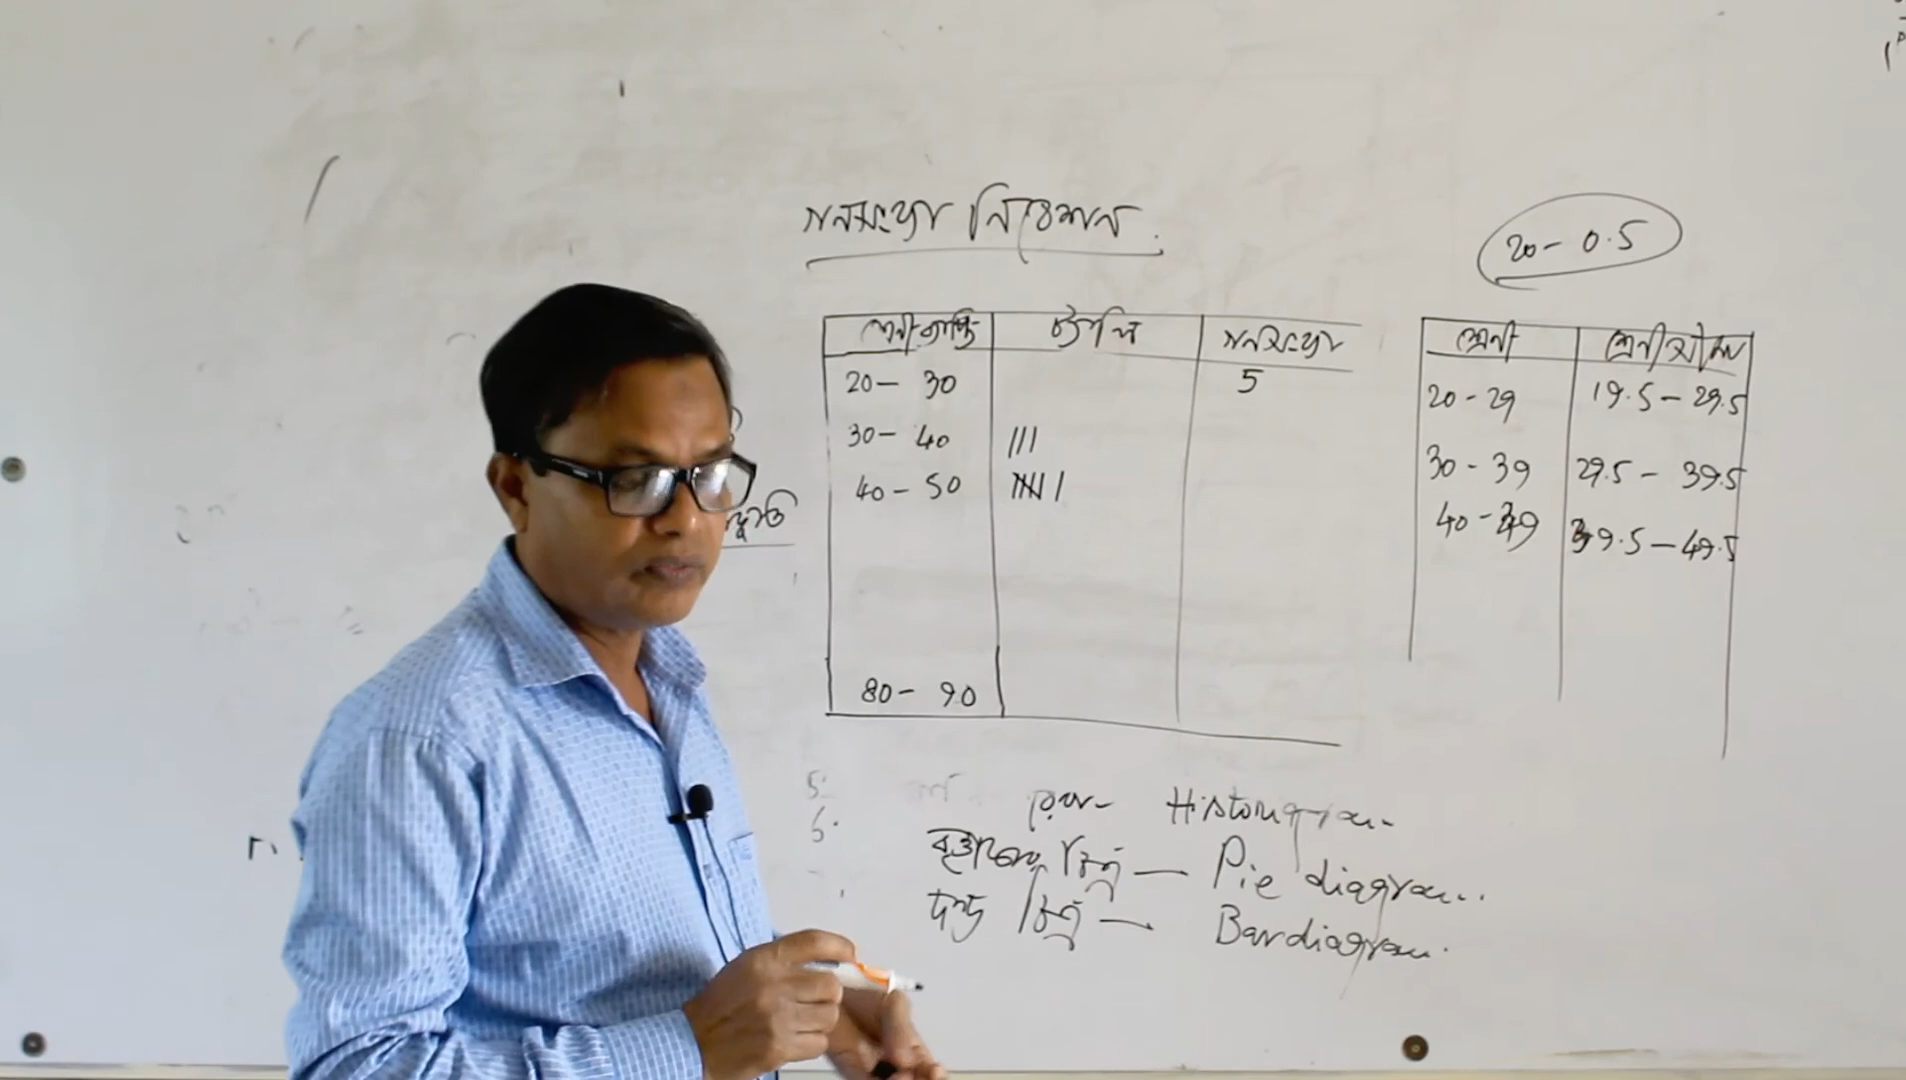 গনসংখ্যা নিবেশন.
20 - 0.5
শ্রেনী ব্যাপ্তি ট্যালি গনসংখ্যা
20 - 30 5
30 - 40 |||
40 - 50 |||| |
80 - 90
শ্রেনী শ্রেনী সীমা
20 - 29 19.5 - 29.5
30 - 39 29.5 - 39.5
40 - 49 39.5 - 49.5
5.
6. Histogram
চিত্র — Pie diagram..
দন্ড চিত্র — Bardiagram.